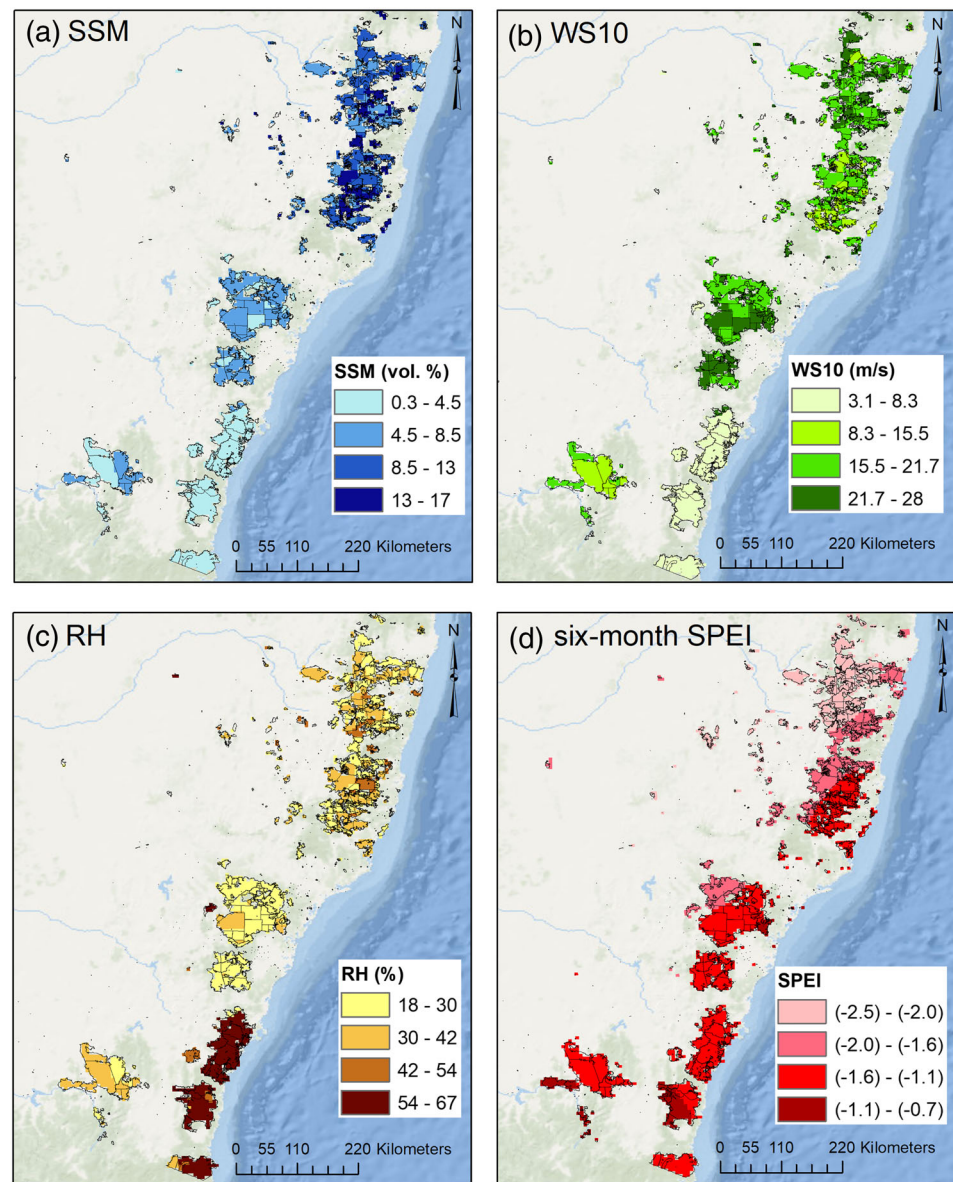 (a) SSM
N
SSM (vol. %)
0.3 - 4.5
4.5 - 8.5
8.5 - 13
13 - 17
0 55 110 220 Kilometers
(b) WS10
N
WS10 (m/s)
3.1 - 8.3
8.3 - 15.5
15.5 - 21.7
21.7 - 28
0 55 110 220 Kilometers
(c) RH
N
RH (%)
18 - 30
30 - 42
42 - 54
54 - 67
0 55 110 220 Kilometers
(d) six-month SPEI
N
SPEI
(-2.5) - (-2.0)
(-2.0) - (-1.6)
(-1.6) - (-1.1)
(-1.1) - (-0.7)
0 55 110 220 Kilometers